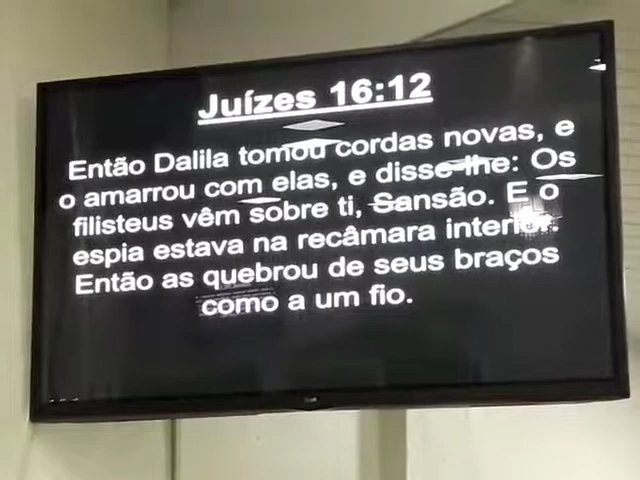 Juízes 16:12
Então Dalila tomou cordas novas, e
o amarrou com elas, e disse-lhe: Os
filisteus vêm sobre ti, Sansão. E o
espia estava na recâmara interior.
Então as quebrou de seus braços
como a um fio.